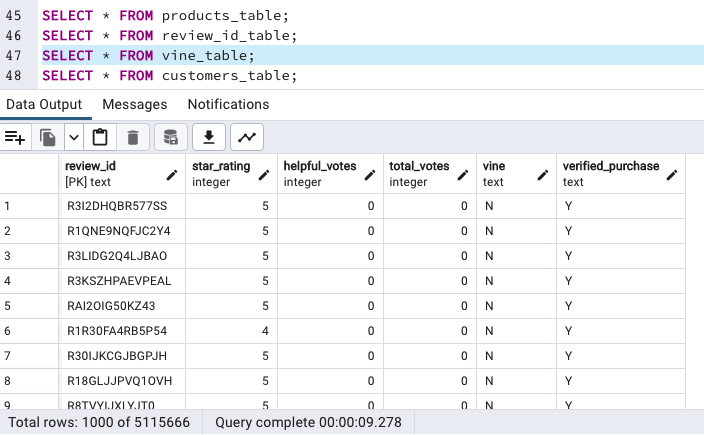 45 SELECT * FROM products_table;
46 SELECT * FROM review_id_table;
47 SELECT * FROM vine_table;
48 SELECT * FROM customers_table;
Data Output Messages Notifications
review_id star_rating helpful_votes total_votes vine verified_purchase
[PK] text integer integer integer text text
1 R3I2DHQBR577SS 5 0 0 N Y
2 R1QNE9NQFJC2Y4 5 0 0 N Y
3 R3LIDG2Q4LJBAO 5 0 0 N Y
4 R3KSZHPAEVPEAL 5 0 0 N Y
5 RAI2OIG50KZ43 5 0 0 N Y
6 R1R30FA4RB5P54 4 0 0 N Y
7 R30IJKCGJBGPJH 5 0 0 N Y
8 R18GLJJPVQ1OVH 5 0 0 N Y
9 R8TVYIJXLYJT0 5 0 0 N Y
Total rows: 1000 of 5115666 Query complete 00:00:09.278